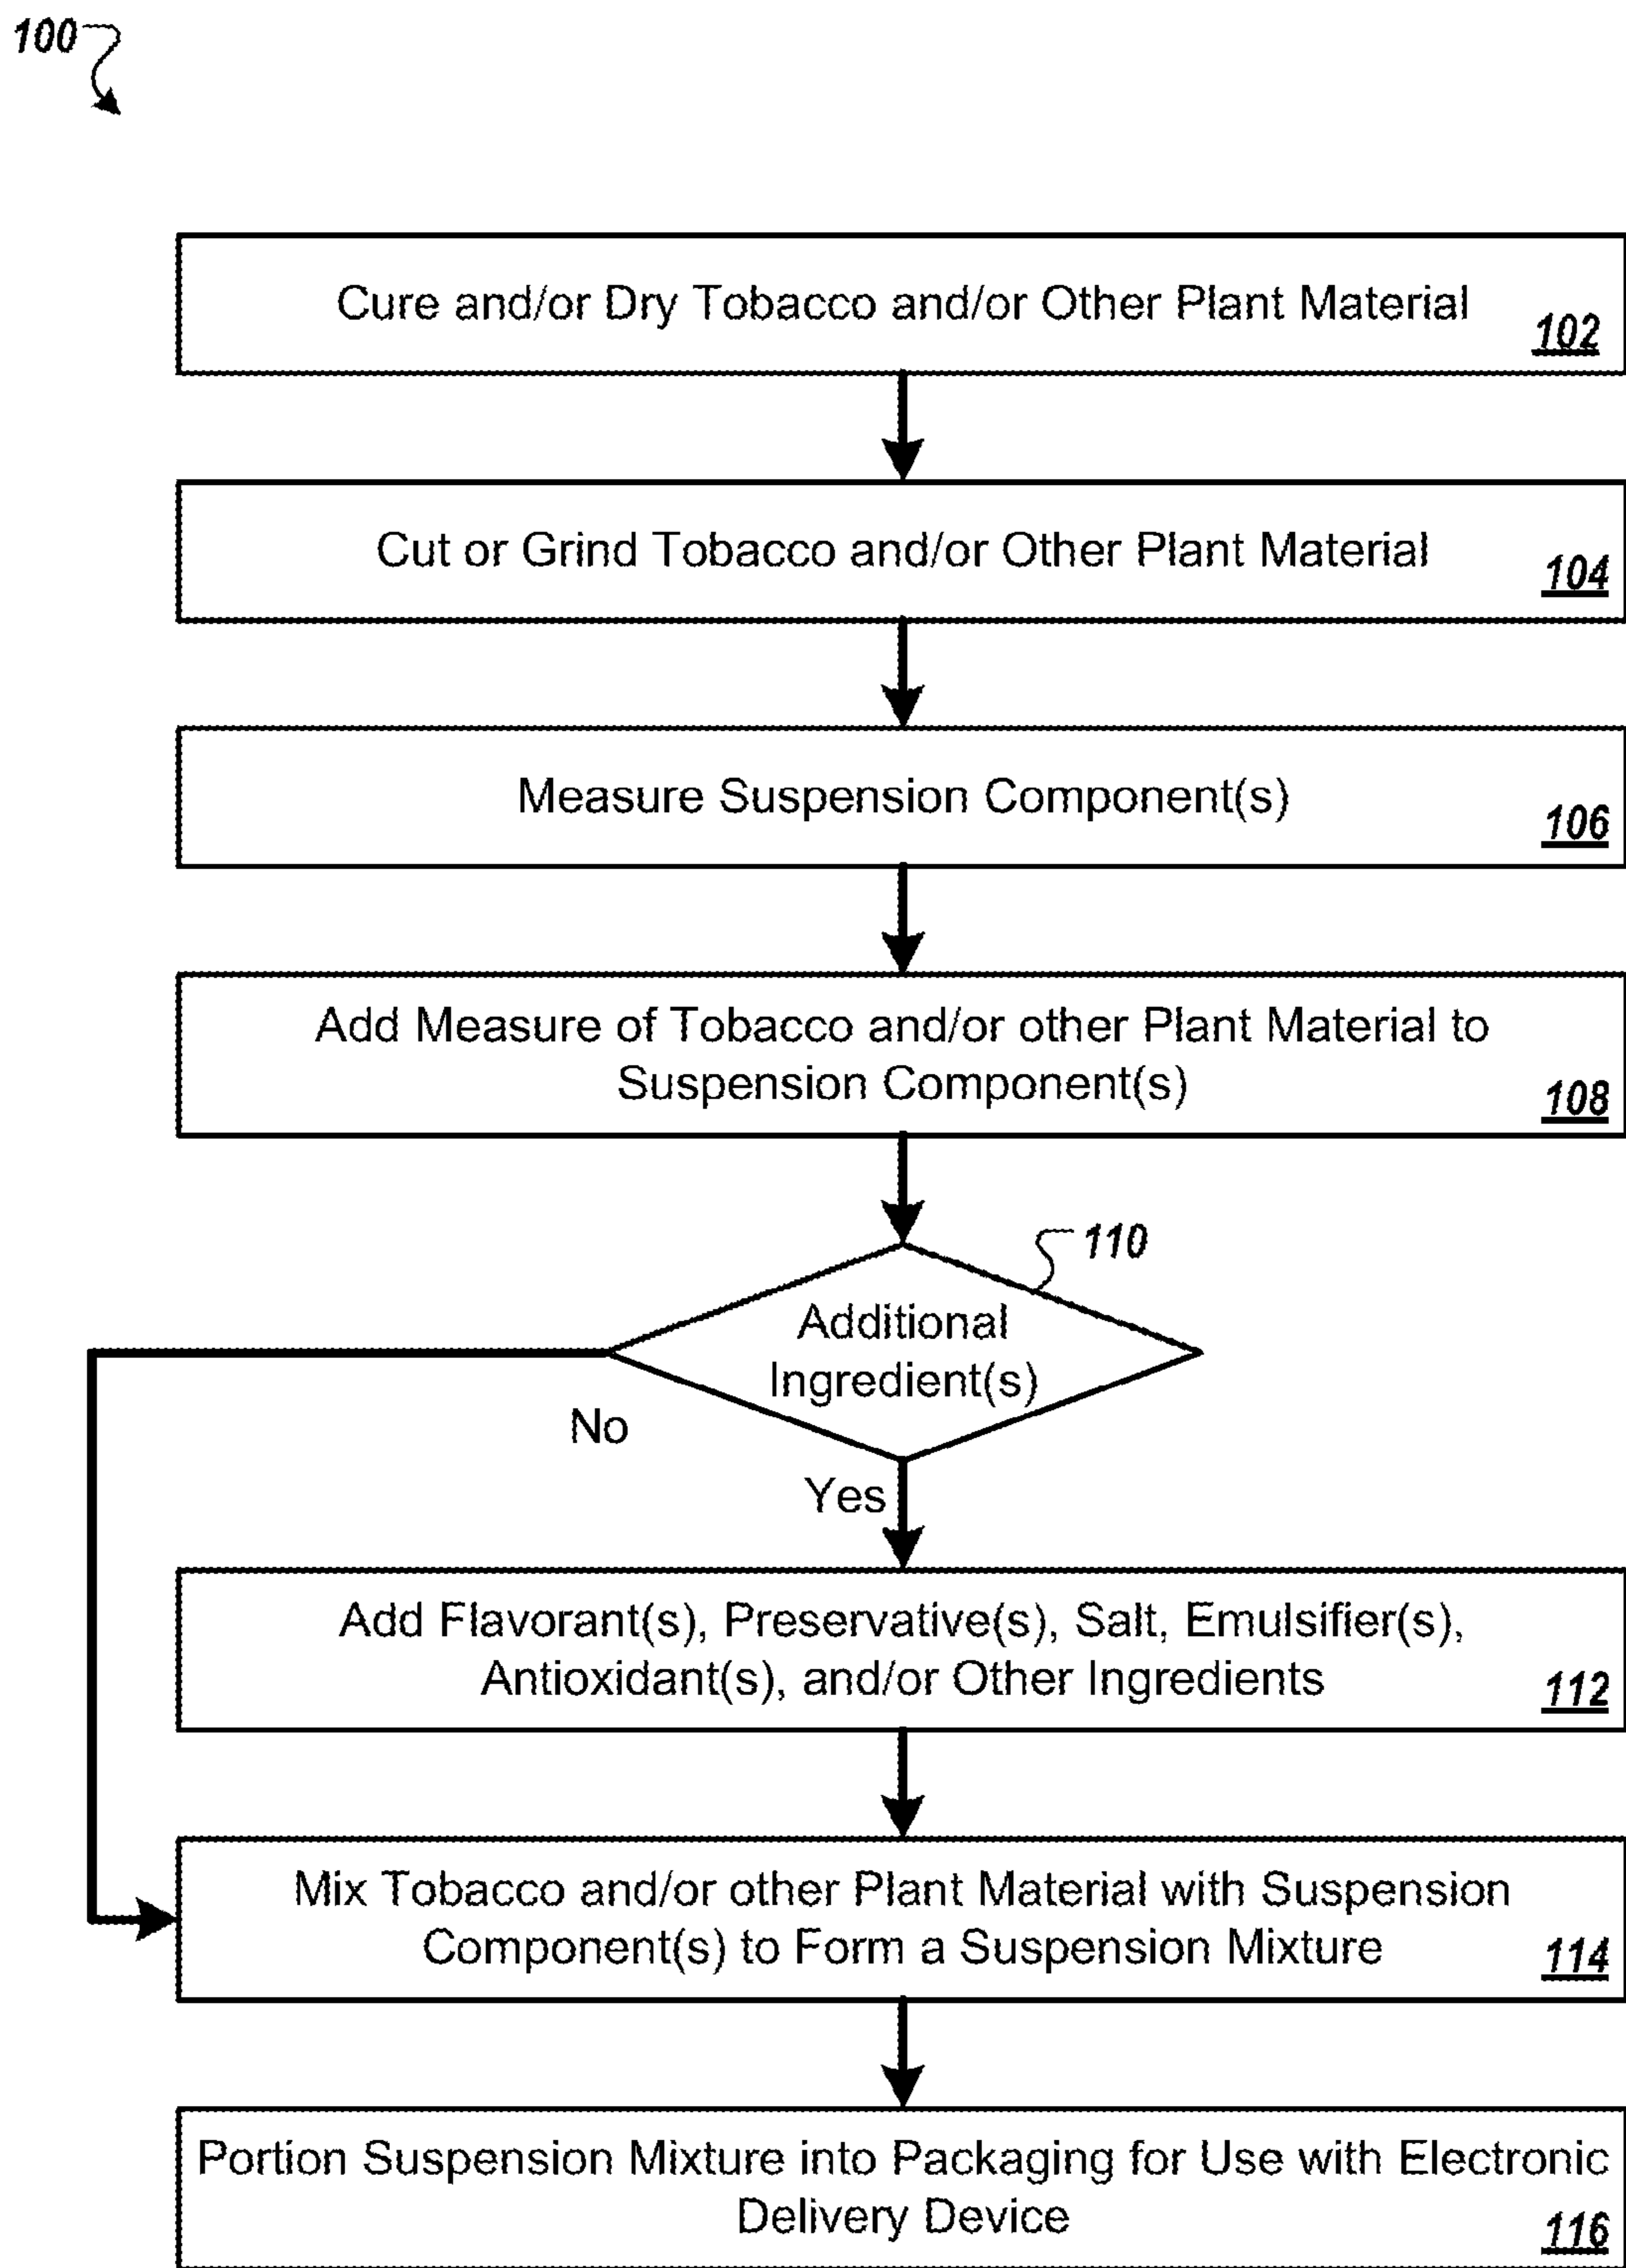 100
Cure and/or Dry Tobacco and/or Other Plant Material
102
Cut or Grind Tobacco and/or Other Plant Material
104
Measure Suspension Component(s)
106
Add Measure of Tobacco and/or other Plant Material to
Suspension Component(s)
108
110
Additional
Ingredient(s)
No
Yes
Add Flavorant(s), Preservative(s), Salt, Emulsifier(s),
Antioxidant(s), and/or Other Ingredients
112
Mix Tobacco and/or other Plant Material with Suspension
Component(s) to Form a Suspension Mixture
114
Portion Suspension Mixture into Packaging for Use with Electronic
Delivery Device
116